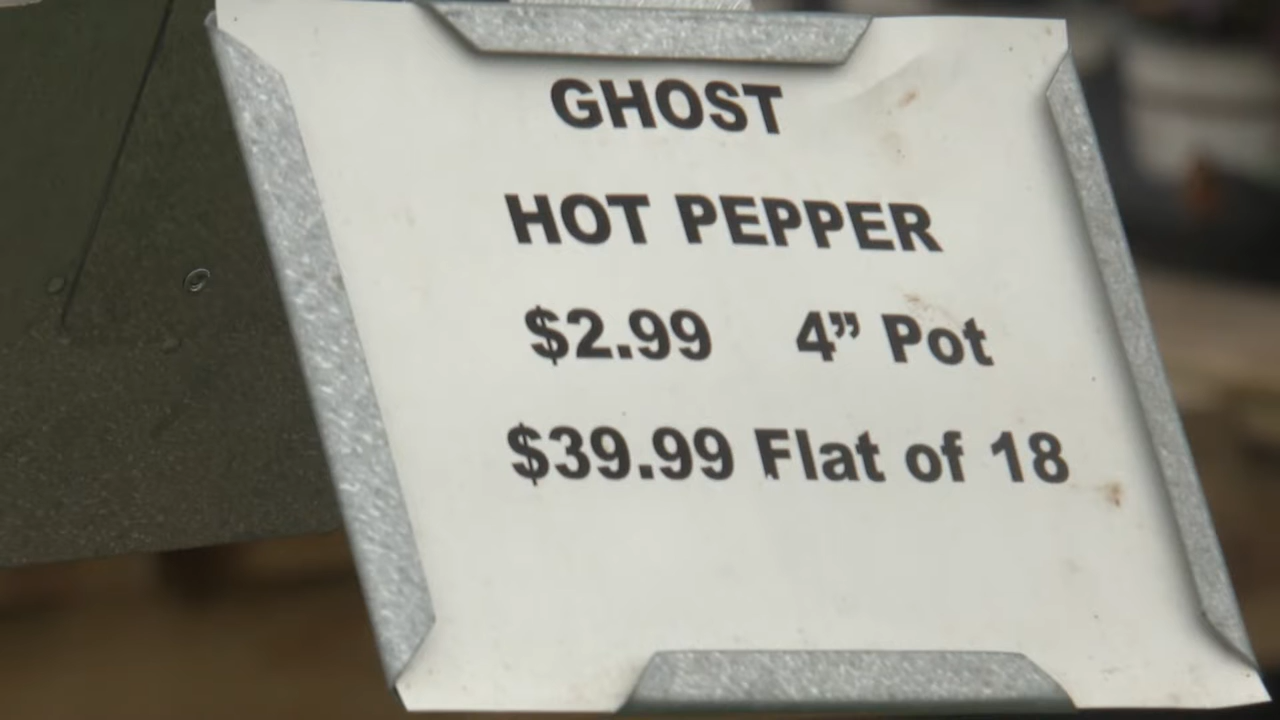 GHOST
HOT PEPPER
$2.99 4” Pot
$39.99 Flat of 18